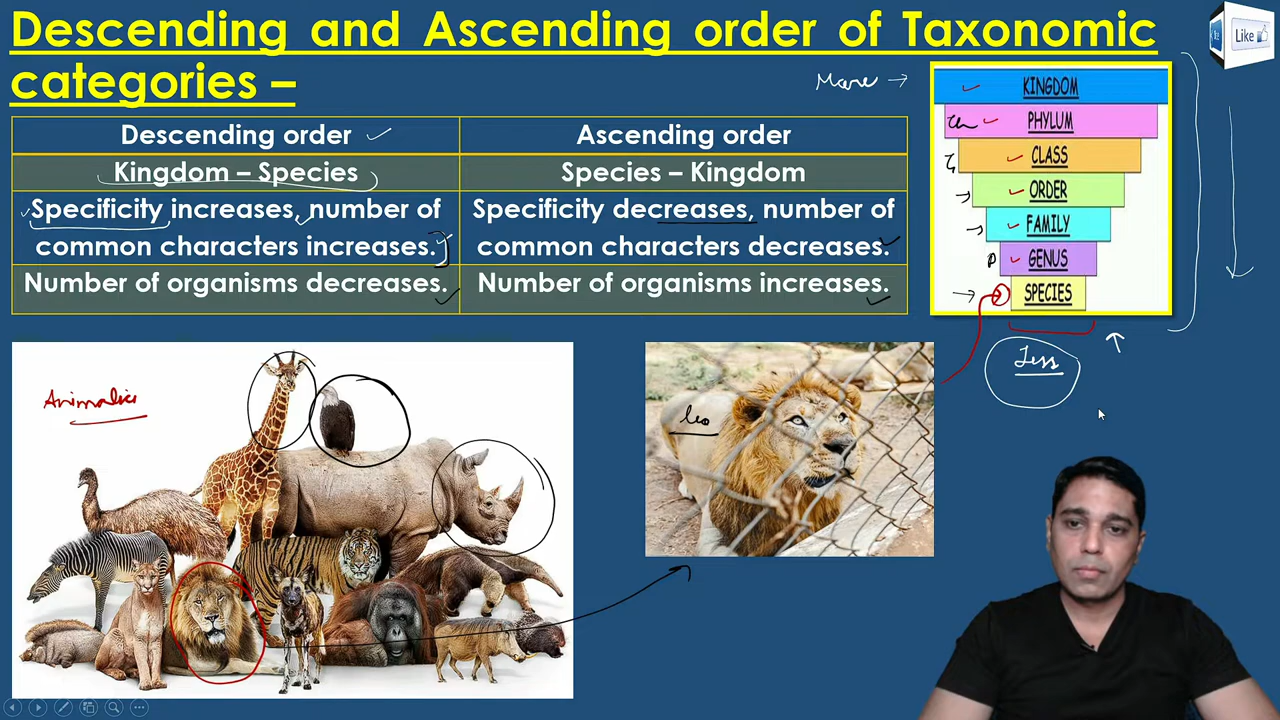 Descending and Ascending order of Taxonomic
categories –
More →
Like
Descending order
Ascending order
Kingdom – Species
Species – Kingdom
Specificity increases, number of
common characters increases.
Specificity decreases, number of
common characters decreases.
Number of organisms decreases.
Number of organisms increases.
KINGDOM
PHYLUM
CLASS
ORDER
FAMILY
GENUS
SPECIES
Less
Animalia
leo